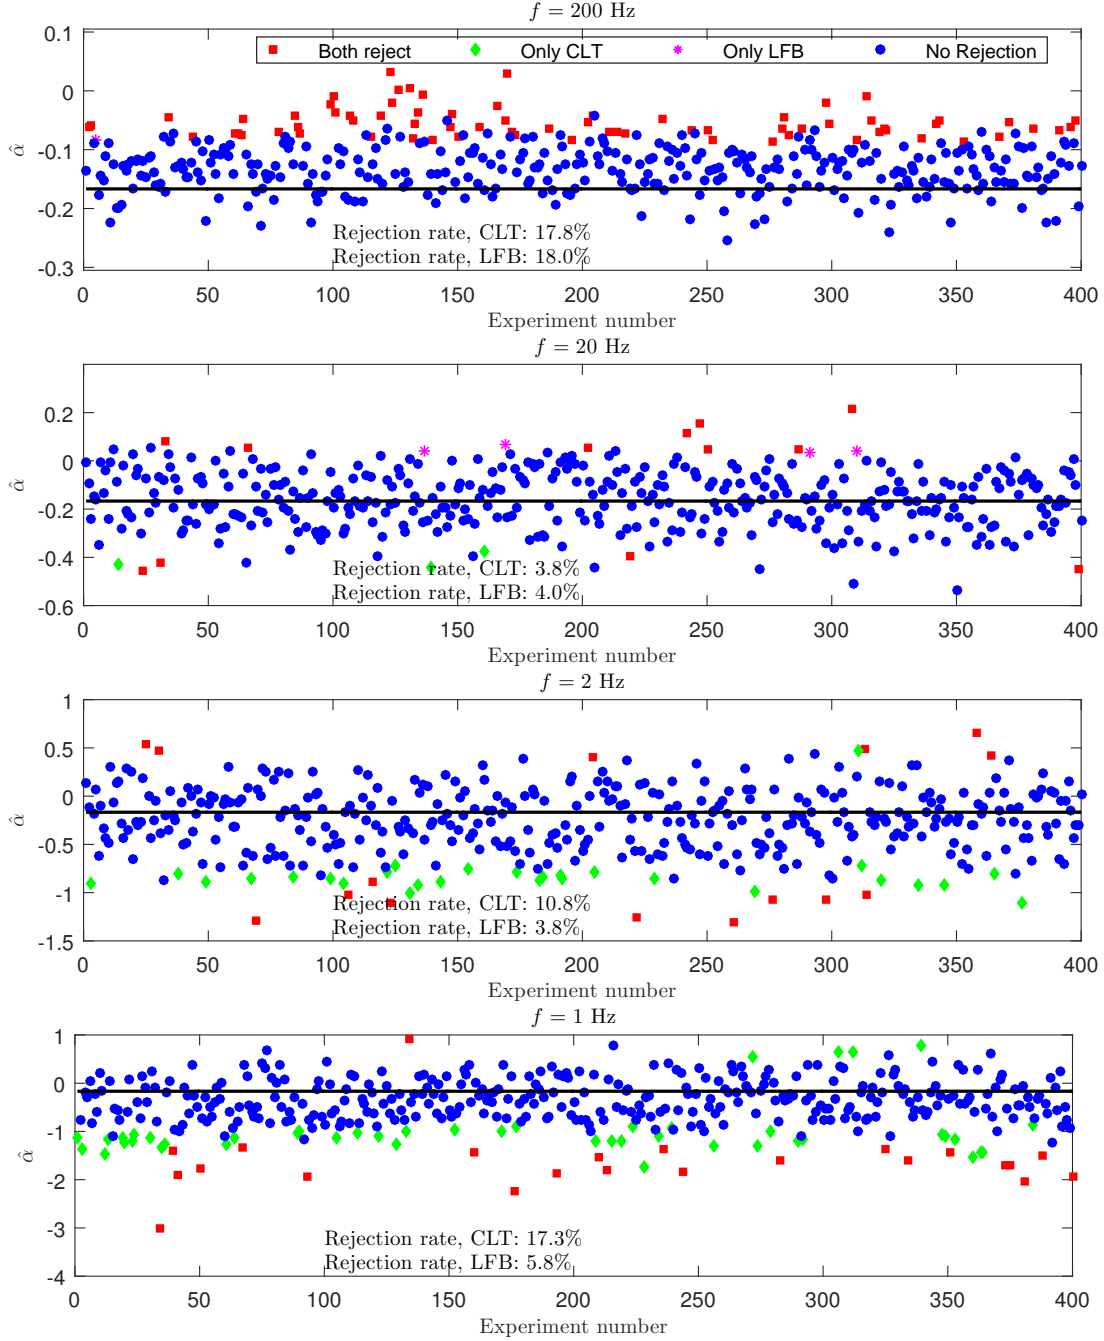 f = 200 Hz
0.1
Both reject Only CLT Only LFB No Rejection
0
-0.1
α̂
-0.2
Rejection rate, CLT: 17.8%
Rejection rate, LFB: 18.0%
-0.3
0 50 100 150 200 250 300 350 400
Experiment number
f = 20 Hz
0.2
0
α̂
-0.2
-0.4
Rejection rate, CLT: 3.8%
Rejection rate, LFB: 4.0%
-0.6
0 50 100 150 200 250 300 350 400
Experiment number
f = 2 Hz
1
0.5
0
α̂
-0.5
-1
Rejection rate, CLT: 10.8%
Rejection rate, LFB: 3.8%
-1.5
0 50 100 150 200 250 300 350 400
Experiment number
f = 1 Hz
1
0
-1
α̂
-2
-3
Rejection rate, CLT: 17.3%
Rejection rate, LFB: 5.8%
-4
0 50 100 150 200 250 300 350 400
Experiment number